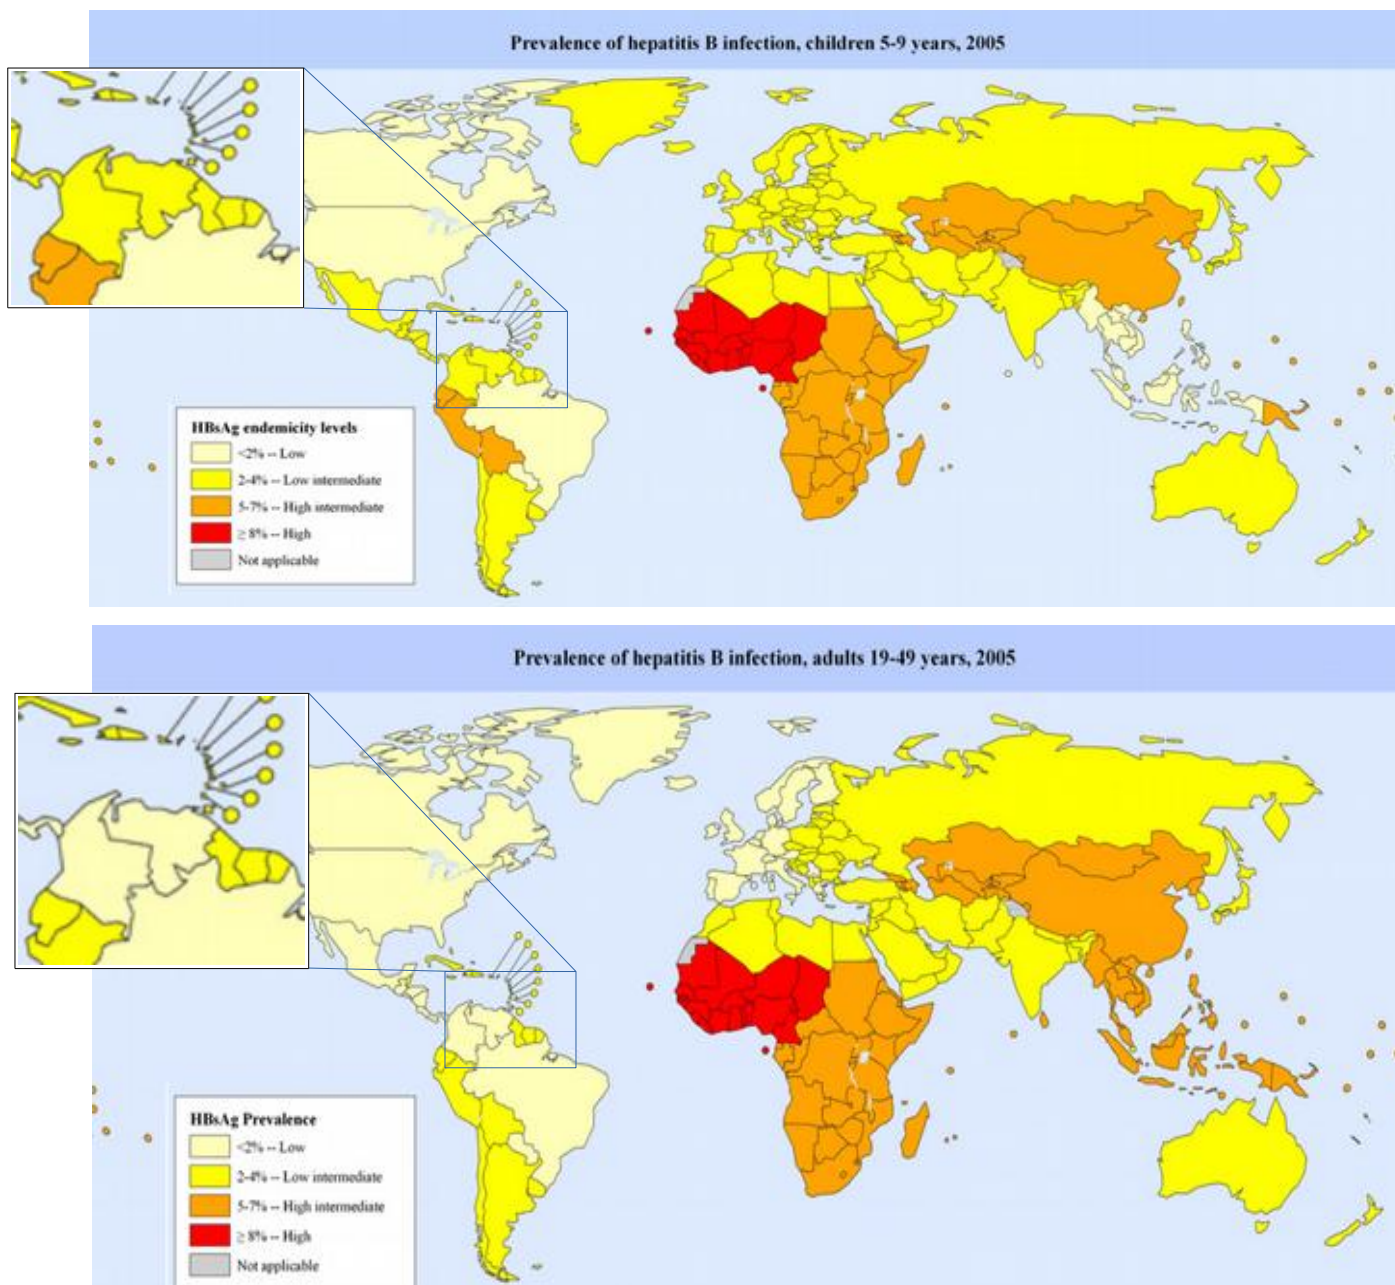 Prevalence of hepatitis B infection, children 5-9 years, 2005
HBsAg endemicity levels
<2% -- Low
2-4% -- Low intermediate
5-7% -- High intermediate
≥ 8% -- High
Not applicable
Prevalence of hepatitis B infection, adults 19-49 years, 2005
HBsAg Prevalence
<2% -- Low
2-4% -- Low intermediate
5-7% -- High intermediate
≥ 8% -- High
Not applicable